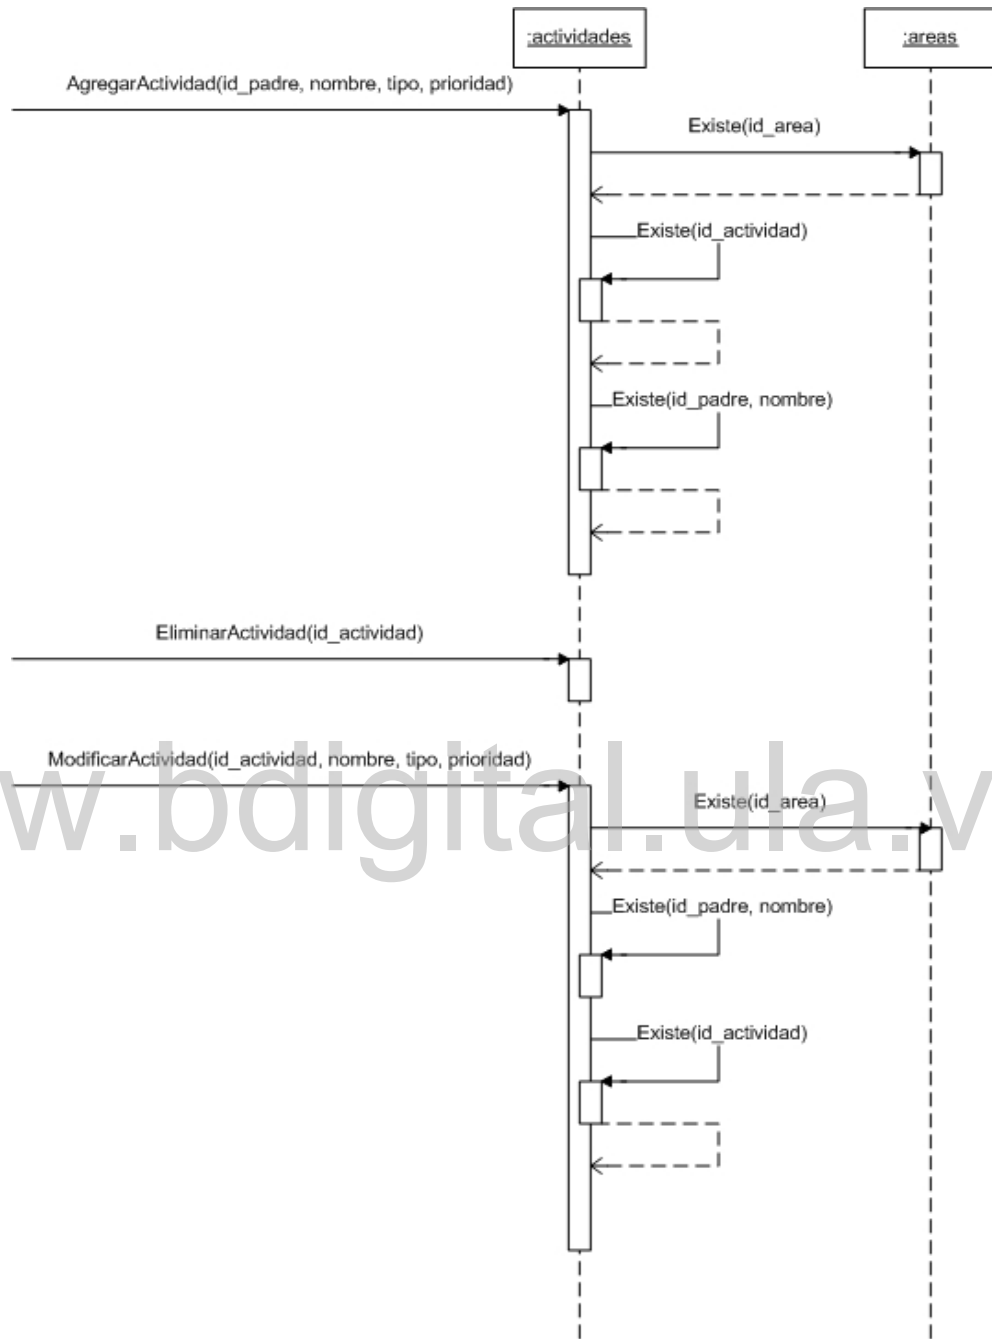 :actividades
:areas
AgregarActividad(id_padre, nombre, tipo, prioridad)
Existe(id_area)
Existe(id_actividad)
Existe(id_padre, nombre)
EliminarActividad(id_actividad)
ModificarActividad(id_actividad, nombre, tipo, prioridad)
w.bdigital.ula.v
Existe(id_area)
Existe(id_padre, nombre)
Existe(id_actividad)